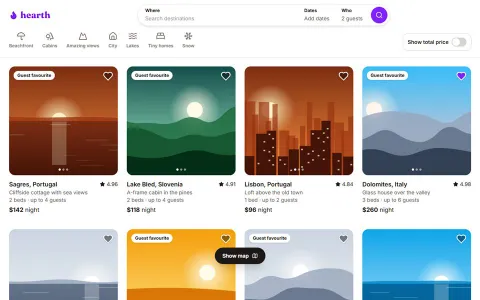 hearth
Where
Search destinations
Dates
Add dates
Who
2 guests
Beachfront
Cabins
Amazing views
City
Lakes
Tiny homes
Snow
Show total price
Guest favourite
Guest favourite
Guest favourite
Sagres, Portugal
4.96
Cliffside cottage with sea views
2 beds · up to 4 guests
$142 night
Lake Bled, Slovenia
4.91
A-frame cabin in the pines
2 beds · up to 4 guests
$118 night
Lisbon, Portugal
4.84
Loft above the old town
1 bed · up to 2 guests
$96 night
Dolomites, Italy
4.98
Glass house over the valley
3 beds · up to 6 guests
$260 night
Guest favourite
Guest favourite
Show map